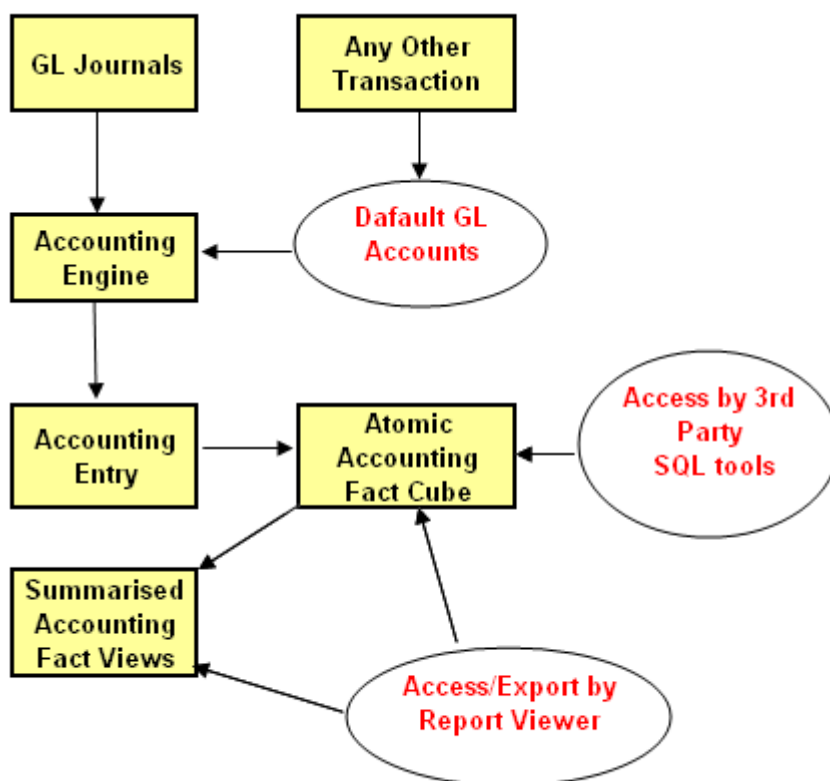 GL Journals
Any Other
Transaction
Dafault GL
Accounts
Accounting
Engine
Accounting
Entry
Atomic
Accounting
Fact Cube
Access by 3rd
Party
SQL tools
Summarised
Accounting
Fact Views
Access/Export by
Report Viewer